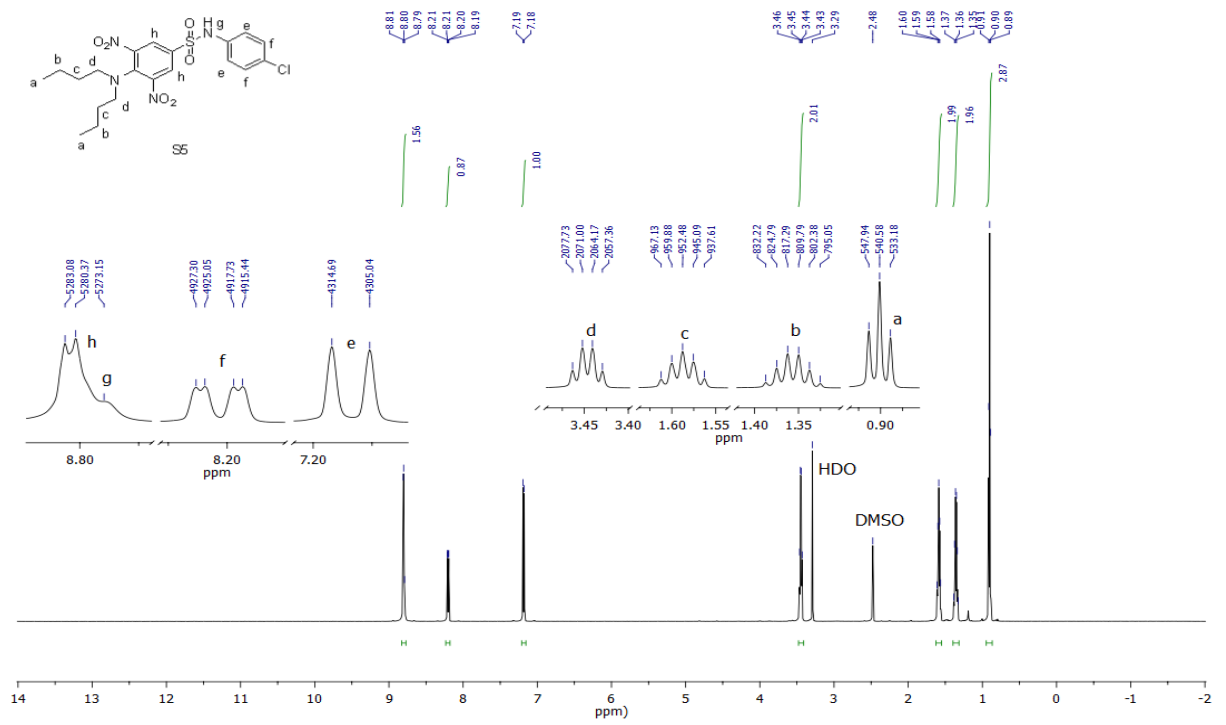 8.81 8.80 8.79 8.21 8.21 8.20 8.19 7.19 7.18 3.46 3.45 3.44 3.43 3.29 2.48 1.60 1.59 1.58 1.37 1.36 1.35 0.91 0.90 0.89
NO₂ h O S O NH g e f Cl
b d c a N h e f
NO₂ c d b a
S5
1.56 0.87 1.00 2.01 1.99 1.96 2.87
5283.08 5280.37 5273.15 4927.30 4925.05 4917.73 4915.44 4314.69 4305.04
2077.73 2071.00 2064.17 2057.36 967.13 959.88 952.48 945.09 937.61 832.22 824.79 817.29 809.79 802.38 795.05 547.94 540.58 533.18
h g f e d c b a
8.80 8.20 7.20
ppm
3.45 3.40 1.60 1.55 1.40 1.35 0.90
ppm
HDO
DMSO
14 13 12 11 10 9 8 7 6 5 4 3 2 1 0 -1 -2
ppm)